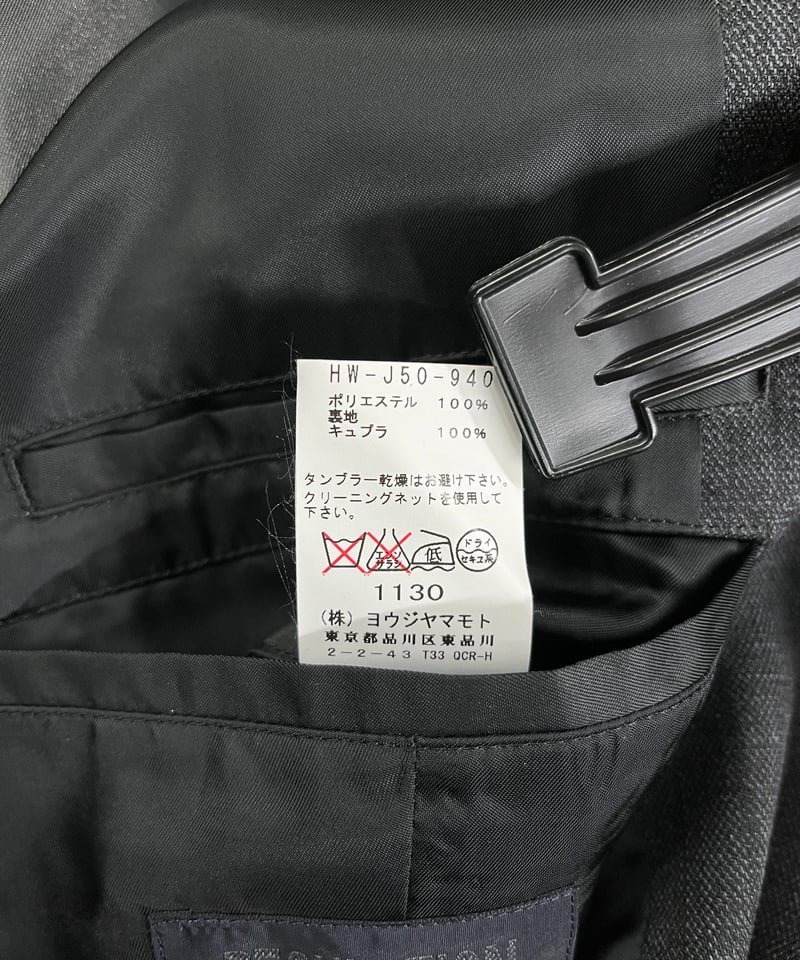 HW-J50-940
ポリエステル 100%
裏地
キュプラ 100%
タンブラー乾燥はお避け下さい。
クリーニングネットを使用して
下さい。
エンソ
サラシ
低
ドライ
セキユ系
1130
(株) ヨウジヤマモト
東京都品川区東品川
2-2-43 T33 QCR-H